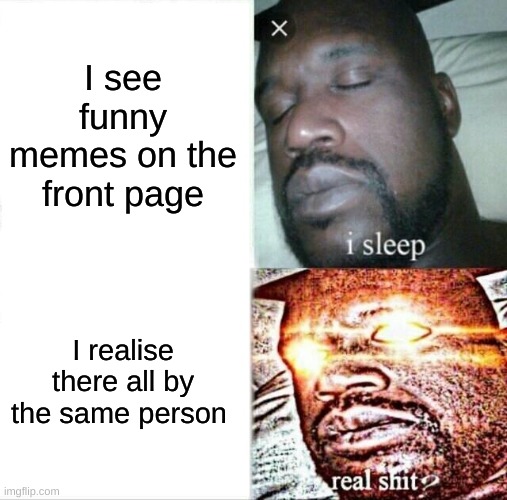 I see
funny
memes on the
front page
i sleep
I realise
there all by
the same person
real shit?
imgflip.com